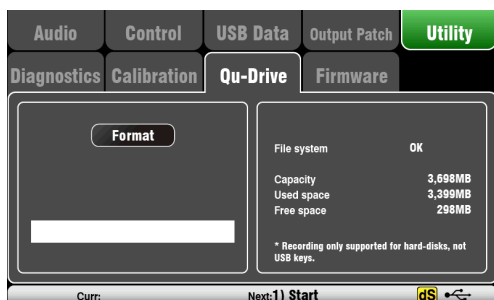 Audio Control USB Data Output Patch Utility
Diagnostics Calibration Qu-Drive Firmware
Format
File system OK
Capacity 3,698MB
Used space 3,399MB
Free space 298MB
* Recording only supported for hard-disks, not
USB keys.
Curr: Next:1) Start dS